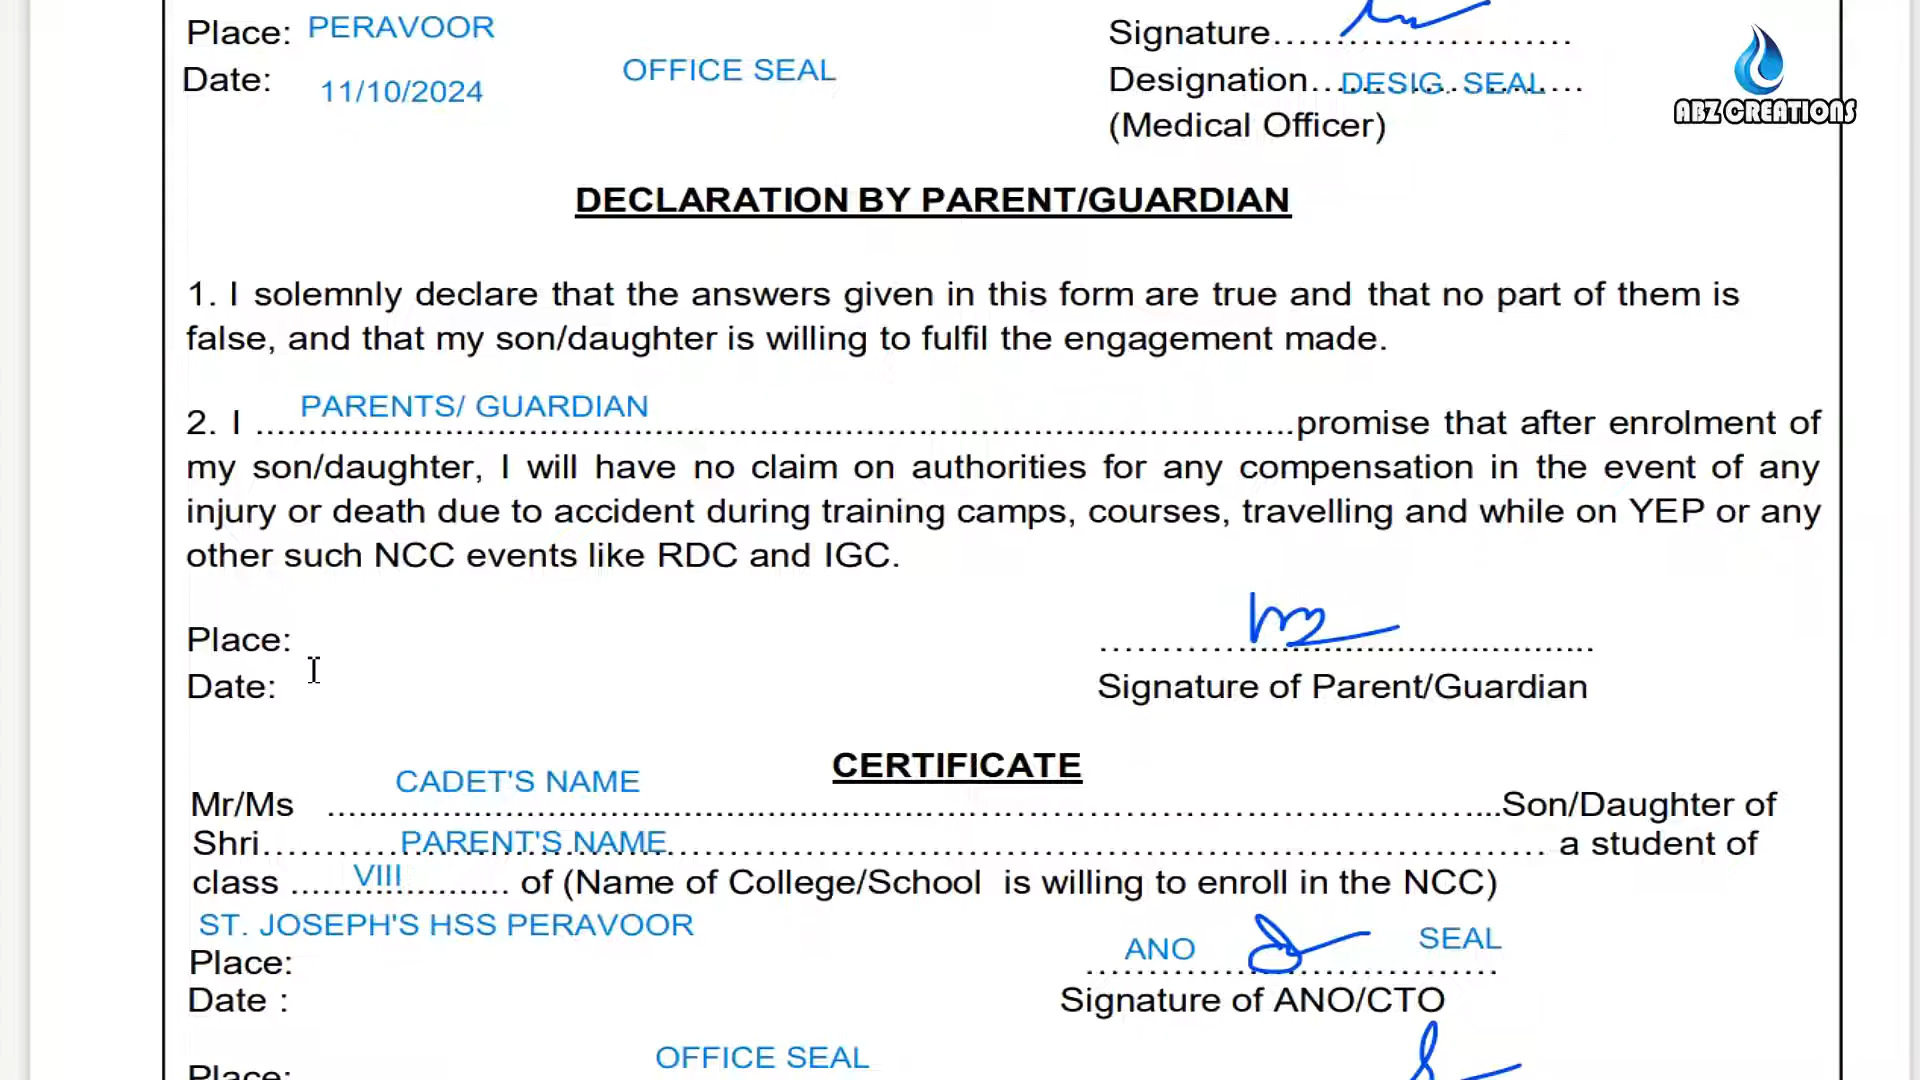 Place: PERAVOOR
Signature........................
Date: 11/10/2024
OFFICE SEAL
Designation...DESIG. SEAL...
ABZ CREATIONS
(Medical Officer)
DECLARATION BY PARENT/GUARDIAN
1. I solemnly declare that the answers given in this form are true and that no part of them is
false, and that my son/daughter is willing to fulfil the engagement made.
2. I ....PARENTS/ GUARDIAN........................................promise that after enrolment of
my son/daughter, I will have no claim on authorities for any compensation in the event of any
injury or death due to accident during training camps, courses, travelling and while on YEP or any
other such NCC events like RDC and IGC.
Place:
Date:
Signature of Parent/Guardian
CERTIFICATE
Mr/Ms ......CADET'S NAME........................................Son/Daughter of
Shri..........PARENT'S NAME........................................ a student of
class ......VIII.......... of (Name of College/School is willing to enroll in the NCC)
ST. JOSEPH'S HSS PERAVOOR
ANO SEAL
Place:
Date :
Signature of ANO/CTO
OFFICE SEAL
Place: